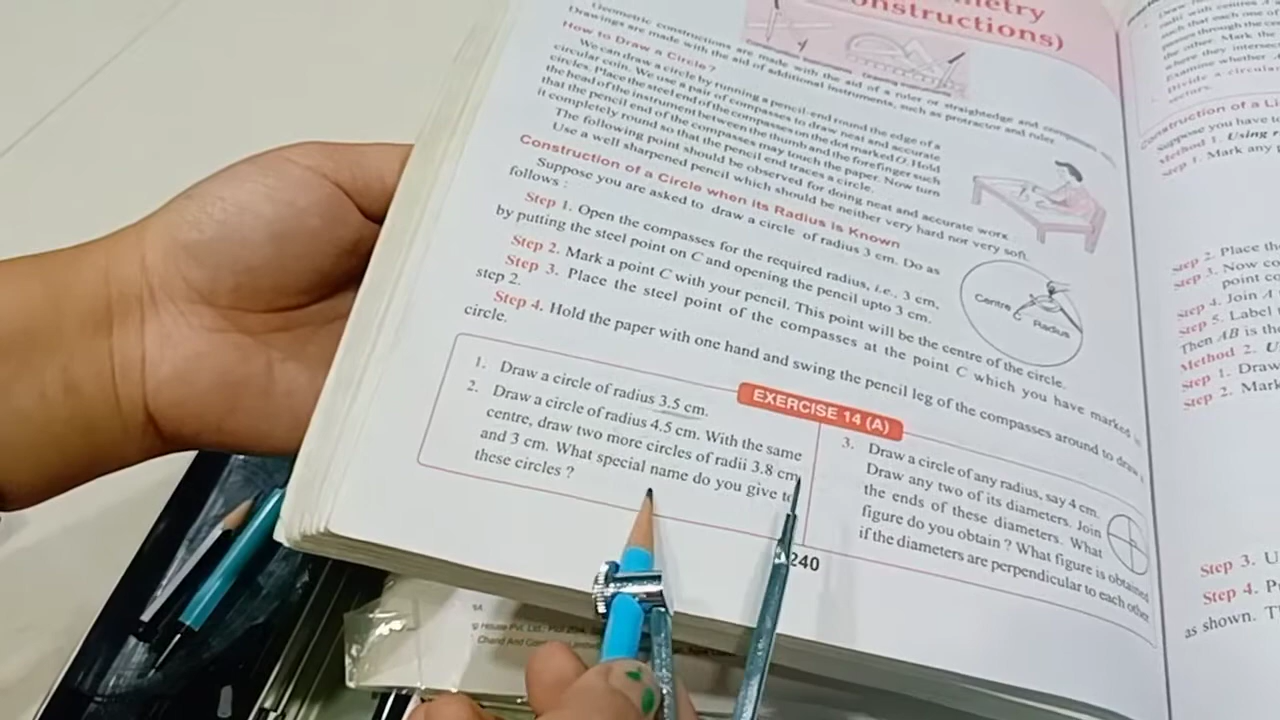 onstructions)
Geometric constructions are made with the aid of a ruler or straightedge and
Drawings are made with the aid of additional instruments, such as protractor and ruler.
How to Draw a Circle?
We can draw a circle by running a pencil-end round the edge of a
circular coin. We use a pair of compasses to draw neat and accurate
circles. Place the steel end of the compasses on the dot marked O. Hold
the head of the instrument between the thumb and the forefinger such
that the pencil end of the compasses may touch the paper. Now turn
it completely round so that the pencil end traces a circle.
The following point should be observed for doing neat and accurate work.
Use a well sharpened pencil which should be neither very hard nor very soft.
Construction of a Circle when its Radius is Known
Suppose you are asked to draw a circle of radius 3 cm. Do as
follows :
Step 1. Open the compasses for the required radius, i.e., 3 cm,
by putting the steel point on C and opening the pencil upto 3 cm.
Step 2. Mark a point C with your pencil. This point will be the centre of the circle.
Step 3. Place the steel point of the compasses at the point C which you have marked in
step 2.
Step 4. Hold the paper with one hand and swing the pencil leg of the compasses around to draw
circle.
Centre
Radius
EXERCISE 14 (A)
1. Draw a circle of radius 3.5 cm.
2. Draw a circle of radius 4.5 cm. With the same
centre, draw two more circles of radii 3.8 cm
and 3 cm. What special name do you give to
these circles ?
3. Draw a circle of any radius, say 4 cm.
Draw any two of its diameters. Join
the ends of these diameters. What
figure do you obtain ? What figure is obtained
if the diameters are perpendicular to each other
240
Construction of a Li
Suppose you have to
Method 1. Using
Step 1. Mark any
Step 2. Place the
Step 3. Now co
point
Step 4. Join A
Step 5. Label
Then AB is the
Method 2. U
Step 1. Draw
Step 2. Mark
Step 3. U
Step 4. P
as shown. T